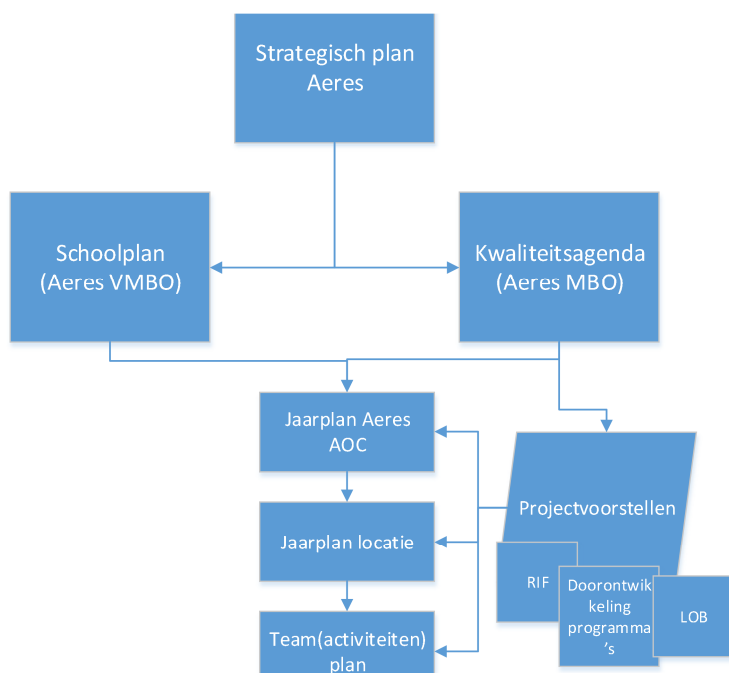 Strategisch plan
Aeres
Schoolplan
(Aeres VMBO)
Kwaliteitsagenda
(Aeres MBO)
Jaarplan Aeres
AOC
Projectvoorstellen
Jaarplan locatie
RIF
Doorontwik
keling
programma
's
LOB
Team(activiteiten)
plan